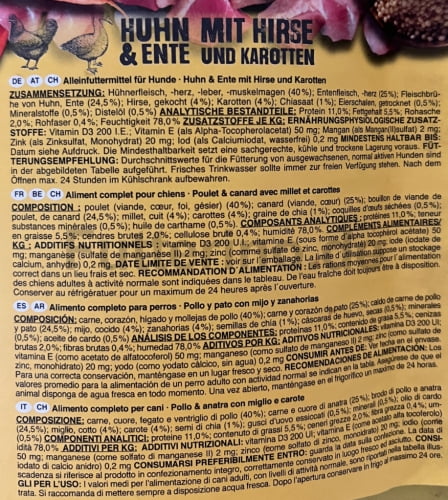 HUHN MIT HIRSE
& ENTE UND KAROTTEN
DE AT CH Alleinfuttermittel für Hunde · Huhn & Ente mit Hirse und Karotten
ZUSAMMENSETZUNG: Hühnerfleisch, -herz, -leber, -muskelmagen (40%); Entenfleisch, -herz (25%); Fleischbrü-
he von Huhn, Ente (24,5%); Hirse, gekocht (4%); Karotten (4%); Chiasaat (1%); Eierschalen, getrocknet (0,5%);
Mineralstoffe (0,5%); Distelöl (0,5%). ANALYTISCHE BESTANDTEILE: Protein 11,0%; Fettgehalt 5,5%; Rohasche
2,0%; Rohfaser 0,4%; Feuchtigkeit 78,0% ZUSATZSTOFFE JE KG: ERNÄHRUNGSPHYSIOLOGISCHE ZUSATZ-
STOFFE: Vitamin D3 200 I.E.; Vitamin E (als Alpha-Tocopherolacetat) 50 mg; Mangan (als Mangan(II)sulfat) 2 mg;
Zink (als Zinksulfat, Monohydrat) 20 mg; Iod (als Calciumiodat, wasserfrei) 0,2 mg MINDESTENS HALTBAR BIS:
Datum siehe Aufdruck. Die Mindesthaltbarkeit setzt eine sachgerechte, kühle und trockene Lagerung voraus. FÜT-
TERUNGSEMPFEHLUNG: Durchschnittswerte für die Fütterung von ausgewachsenen, normal aktiven Hunden sind
in der abgebildeten Tabelle aufgeführt. Frisches Trinkwasser sollte immer zur freien Verfügung stehen. Nach dem
Öffnen max. 24 Stunden im Kühlschrank aufbewahren.
FR BE CH Aliment complet pour chiens · Poulet & canard avec millet et carottes
COMPOSITION : poulet (viande, cœur, foi, gésier) (40%); canard (viande, cœur) (25%); bouillon de viande de
poulet, de canard (24,5%); millet, cuit (4%); carottes (4%); graine de chia (1%); coquilles d'œufs séchées (0,5%);
substances minérales (0,5%); huile de carthame (0,5%). COMPOSANTS ANALYTIQUES : protéines 11,0%; teneur
en graisse 5,5%; cendres brutes 2,0%; cellulose brute 0,4%; humidité 78,0%. COMPLÉMENTS ALIMENTAIRES/
KG : ADDITIFS NUTRITIONNELS : vitamine D3 200 U.I.; vitamine E (sous forme d'alpha tocophérol acétate) 50
mg; manganèse (sulfate de manganèse II) 2 mg; zinc (comme sulfate de zinc, monohydrate) 20 mg; iode (iodate de
calcium, anhydre) 0,2 mg. DATE LIMITE DE VENTE : voir sur l'emballage. La limite d'utilisation suppose un stockage
correct dans un lieu frais et sec. RECOMMANDATION D'ALIMENTATION : Les rations moyennes pour l'alimentation
des chiens adultes à activité normale sont indiquées dans le tableau. De l'eau fraîche doit toujours être à disposition.
Conserver au réfrigérateur pour un maximum de 24 heures après l'ouverture.
ES AR Alimento completo para perros · Pollo y pato con mijo y zanahorias
COMPOSICIÓN: carne, corazón, hígado y mollejas de pollo (40%); carne y corazón de pato (25%); caldo de carne de pollo
y pato (24,5%); mijo, cocido (4%); zanahorias (4%); semillas de chía (1%); cáscara de huevo, secas (0,5%); minerales
(0,5%); aceite de cardo (0,5%) ANÁLISIS DE LOS COMPONENTES: proteínas 11,0%; contenido de grasa 5,5%; cenizas
brutas 2,0%; fibras brutas 0,4%; humedad 78,0% ADITIVOS POR KG: ADITIVOS NUTRICIONALES: vitamina D3 200 U.I;
vitamina E (como acetato de alfatocoferol) 50 mg; manganeso (como sulfato de manganeso II) 2 mg; zinc (como sulfato de
zinc, monohidrato) 20 mg; yodo (como yodato cálcico, sin agua) 0,2 mg CONSUMIR ANTES DE: Ver fecha en el envase.
Para una correcta conservación, manténgase en un lugar fresco y seco. RECOMENDACIONES DE ALIMENTACIÓN: Los
valores promedio para la alimentación de un perro adulto con actividad normal se indican en la tabla. Asegúrese de que el
animal disponga de agua fresca en todo momento. Una vez abierto, manténgase en el frigorífico un máximo de 24 horas.
IT CH Alimento completo per cani · Pollo & anatra con miglio e carote
COMPOSIZIONE: carne, cuore, fegato e ventriglio di pollo (40%); carne e cuore di anatra (25%); brodo di pollo e anatra
(24,5%); miglio, cotto (4%); carote (4%); semi di chia (1%); gusci d'uovo essiccati (0,5%); minerali (0,5%); olio di cardo
(0,5%) COMPONENTI ANALITICI: proteine 11,0%; contenuto di grassi 5,5%; ceneri grezze 2,0%; fibra grezza 0,4%; umi-
dità 78,0% ADDITIVI PER KG: ADDITIVI NUTRIZIONALI: vitamina D3 200 UI; vitamina E (come alfa tocoferolo acetato)
50 mg; manganese (come solfato di manganese II) 2 mg; zinco (come solfato di zinco, monoidrato) 20 mg; iodio (come
iodato di calcio anidro) 0,2 mg CONSUMARSI PREFERIBILMENTE ENTRO: guarda la data sulla confezione. La data di
scadenza si riferisce al prodotto in confezionamento integro, correttamente conservato in luogo fresco e asciutto. CONSI-
GLI PER L'USO: I valori medi per l'alimentazione di cani adulti, con livelli di attività normale, sono riportati nella tabella illus-
trata. Si raccomanda di mettere sempre a disposizione acqua fresca. Dopo l'apertura conservare in frigo massimo 24 ore.